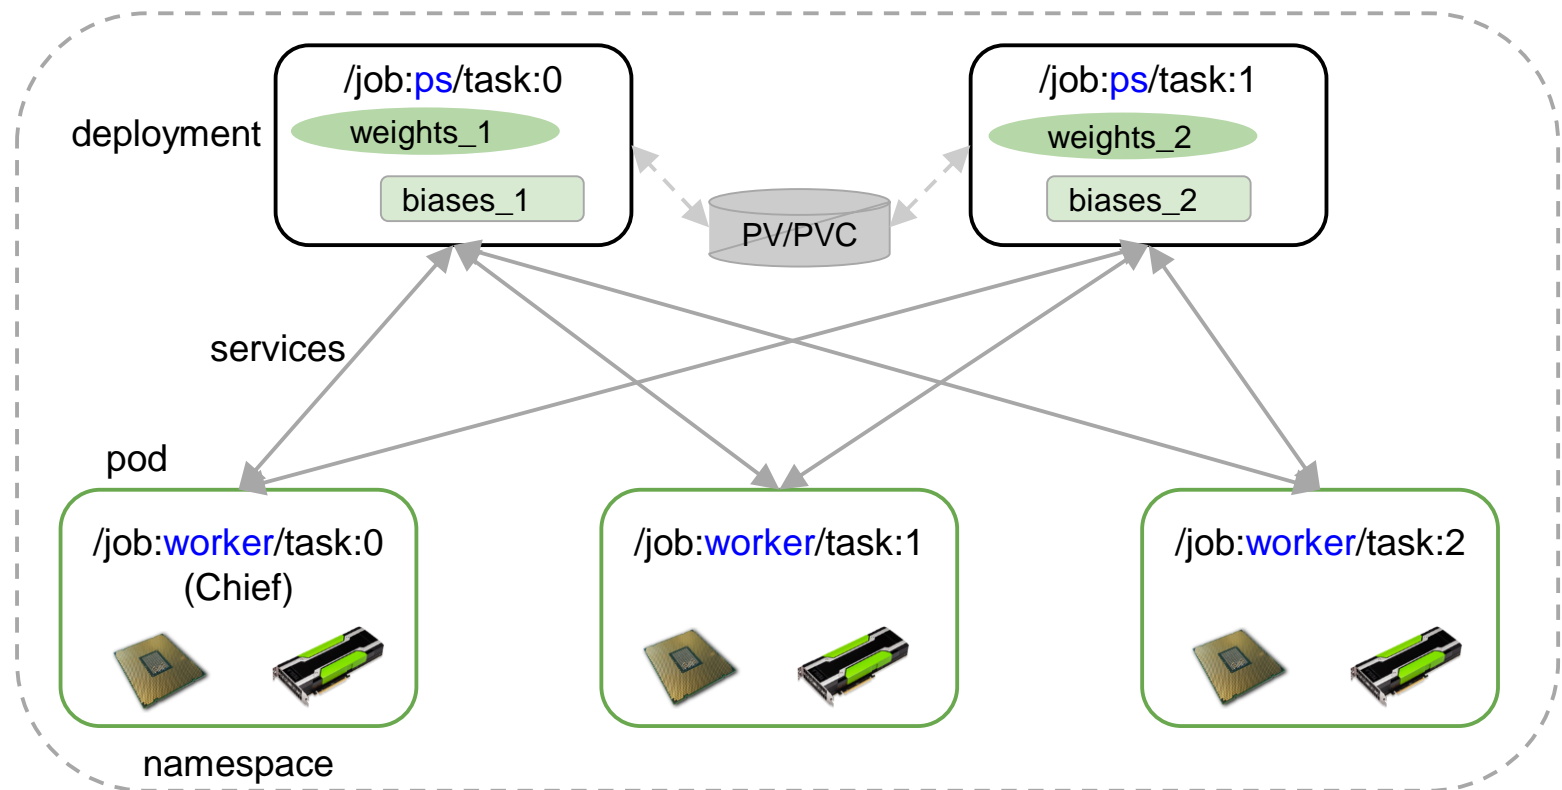 /job:ps/task:0
/job:ps/task:1
deployment
weights_1
weights_2
biases_1
biases_2
PV/PVC
services
pod
/job:worker/task:0
(Chief)
/job:worker/task:1
/job:worker/task:2
namespace